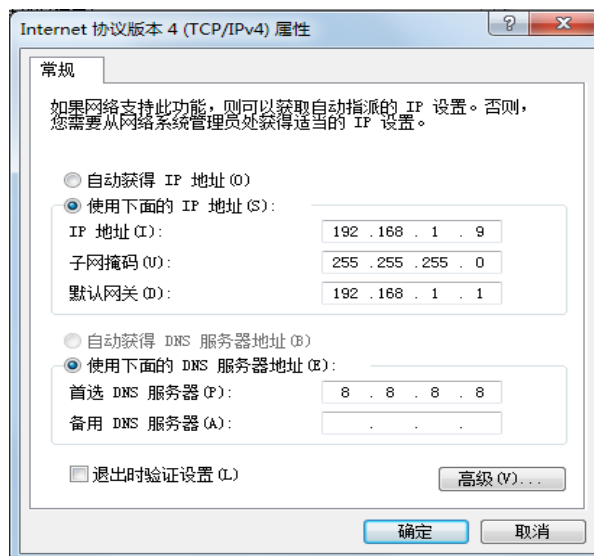 Internet 协议版本 4 (TCP/IPv4) 属性
常规
如果网络支持此功能，则可以获取自动指派的 IP 设置。否则，
您需要从网络系统管理员处获得适当的 IP 设置。
自动获得 IP 地址(O)
使用下面的 IP 地址(S):
IP 地址(I): 192 .168 . 1 . 9
子网掩码(U): 255 .255 .255 . 0
默认网关(D): 192 .168 . 1 . 1
自动获得 DNS 服务器地址(B)
使用下面的 DNS 服务器地址(E):
首选 DNS 服务器(P): 8 . 8 . 8 . 8
备用 DNS 服务器(A): . . .
退出时验证设置(L)
高级(V)...
确定 取消